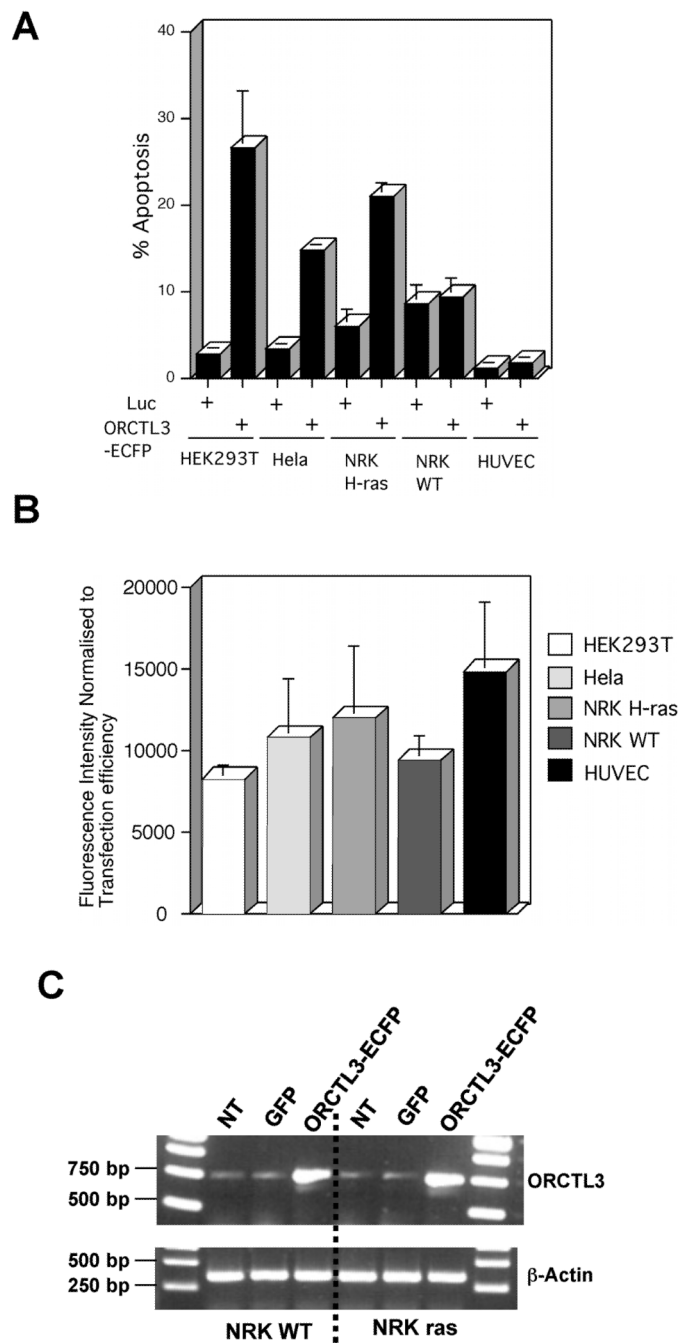 A
40
30
20
10
0
% Apoptosis
Luc + + + + +
ORCTL3 + + + + +
-ECFP
HEK293T Hela NRK H-ras NRK WT HUVEC
B
Fluorescence Intensity Normalised to
Transfection efficiency
20000
15000
10000
5000
0
HEK293T
Hela
NRK H-ras
NRK WT
HUVEC
C
NT GFP ORCTL3-ECFP NT GFP ORCTL3-ECFP
750 bp
500 bp
ORCTL3
500 bp
250 bp
β-Actin
NRK WT NRK ras